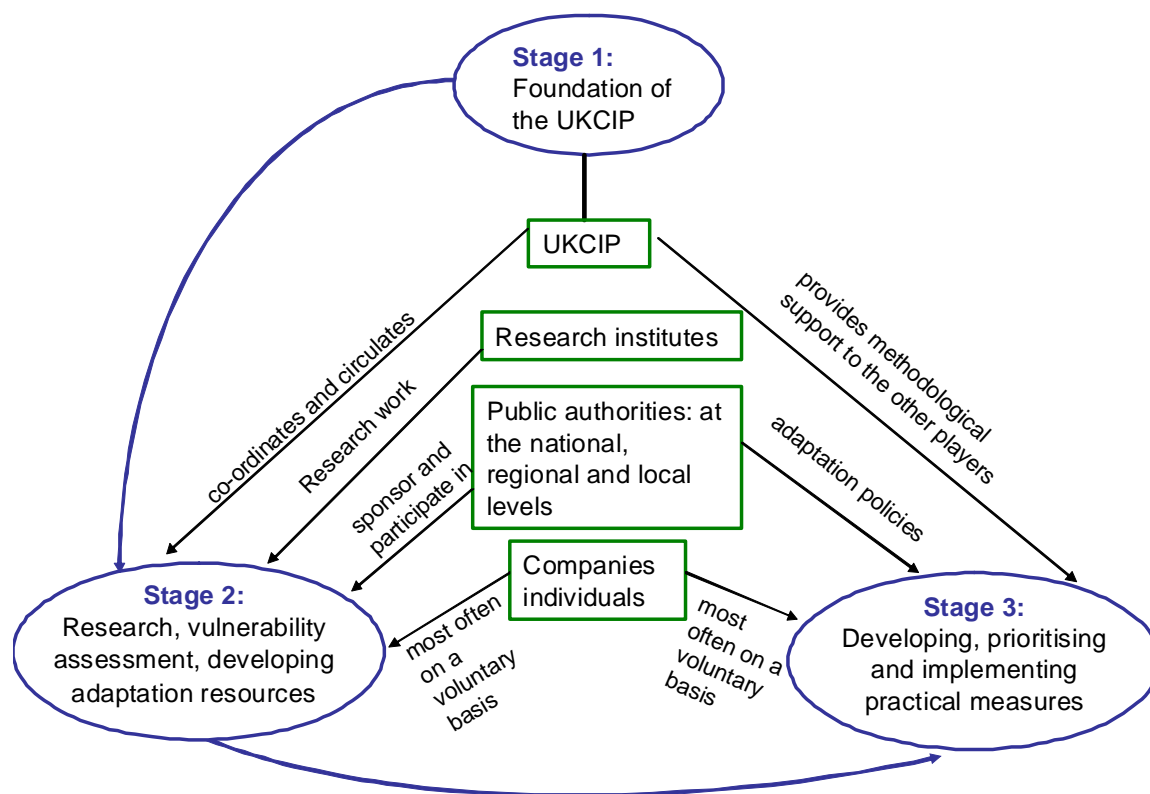 Stage 1:
Foundation of
the UKCIP
UKCIP
provides methodological
support to the other players
co-ordinates and circulates
Research institutes
Research work
Public authorities: at
the national,
regional and local
levels
sponsor and
participate in
adaptation policies
Companies
individuals
most often
on a
voluntary
basis
most
often on a
voluntary
basis
Stage 2:
Research, vulnerability
assessment, developing
adaptation resources
Stage 3:
Developing, prioritising
and implementing
practical measures